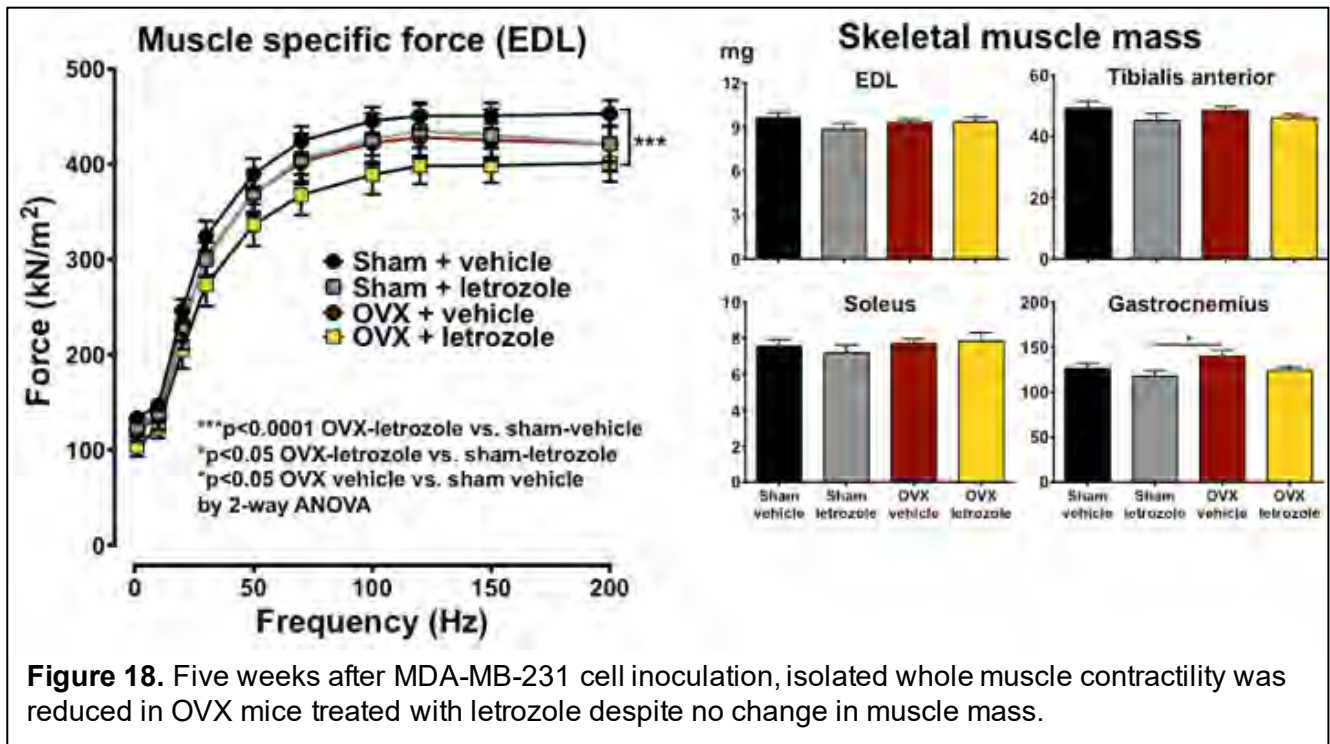 Muscle specific force (EDL)
500
400
300
200
100
0
Force (kN/m²)
0 50 100 150 200
Frequency (Hz)
***
Sham + vehicle
Sham + letrozole
OVX + vehicle
OVX + letrozole
***p<0.0001 OVX-letrozole vs. sham-vehicle
*p<0.05 OVX-letrozole vs. sham-letrozole
*p<0.05 OVX vehicle vs. sham vehicle
by 2-way ANOVA
Skeletal muscle mass
mg
EDL
12
9
6
3
0
Tibialis anterior
60
40
20
0
Soleus
10
8
6
4
2
0
Sham OVX OVX Sham
vehicle letrozole vehicle letrozole
Gastrocnemius
200
150
100
50
0
*
Sham Sham OVX OVX
vehicle letrozole vehicle letrozole
Figure 18. Five weeks after MDA-MB-231 cell inoculation, isolated whole muscle contractility was
reduced in OVX mice treated with letrozole despite no change in muscle mass.